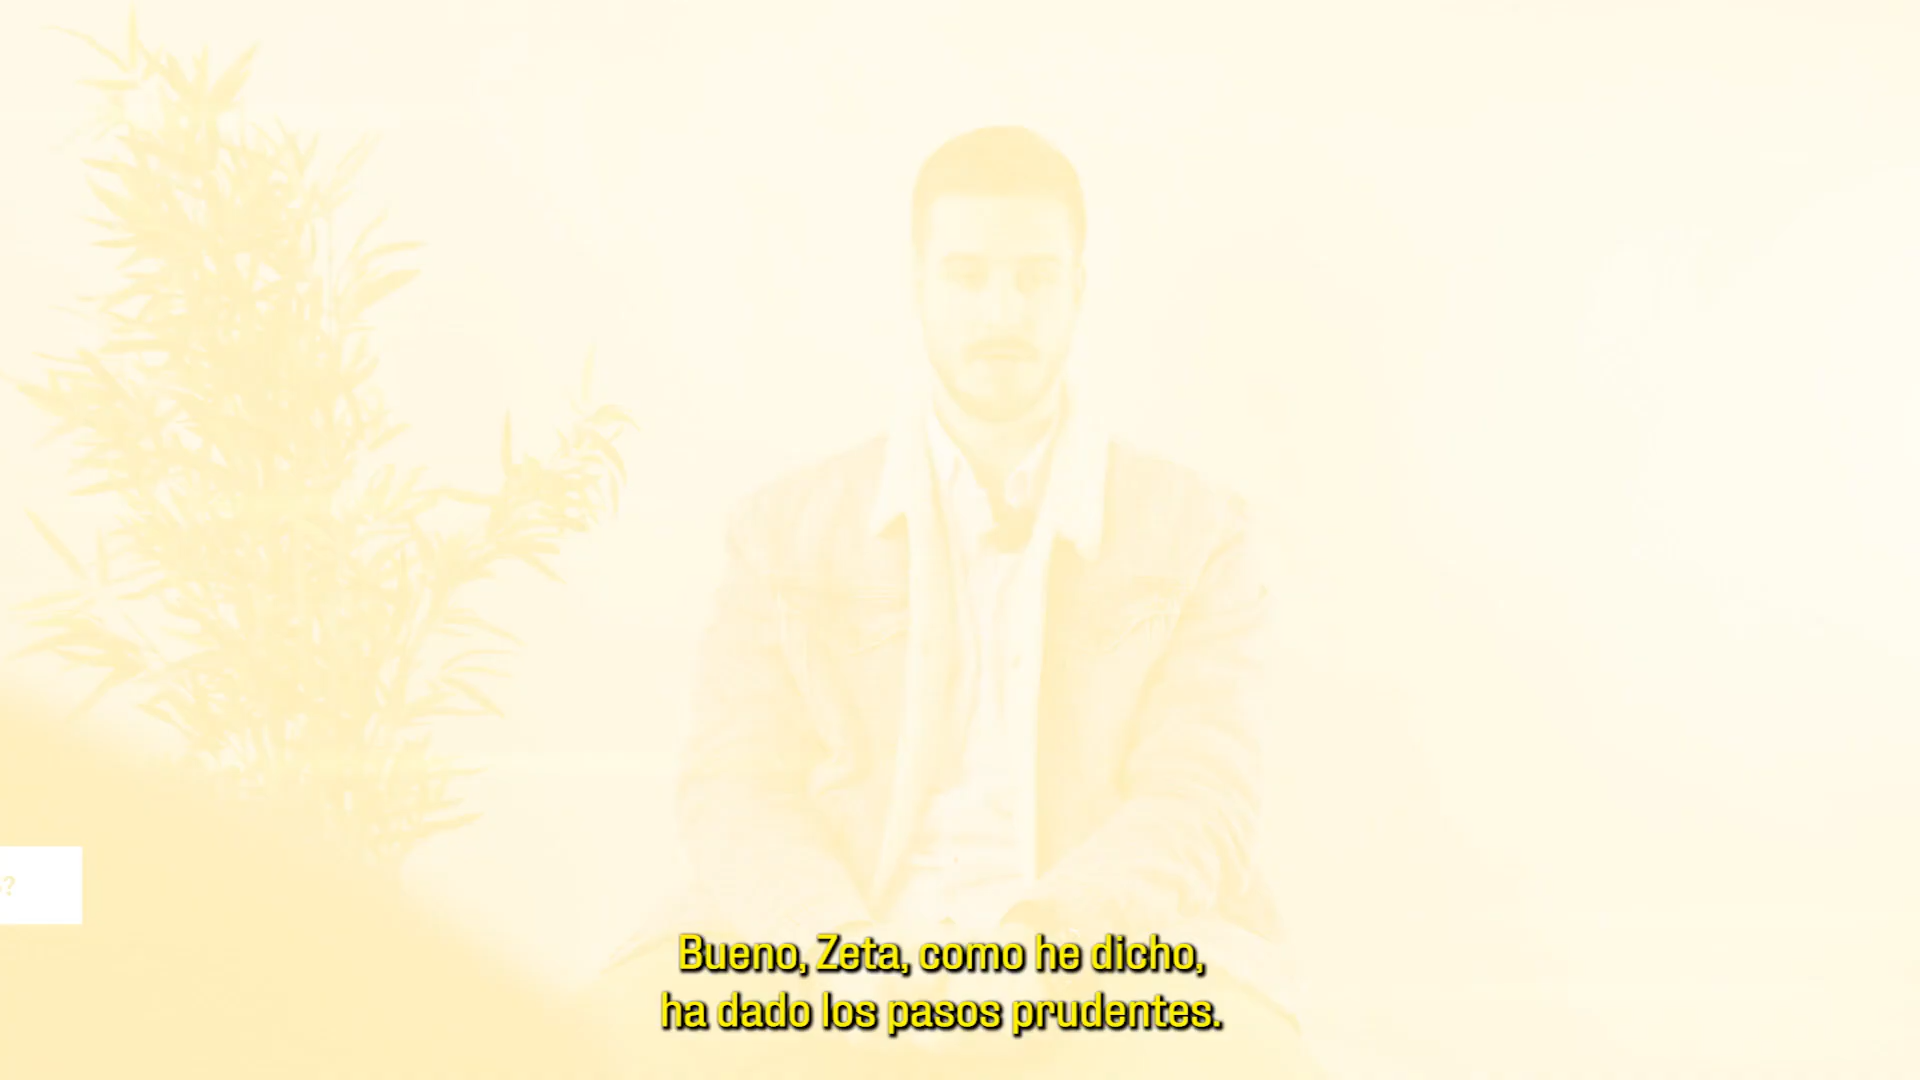 ?
Bueno, Zeta, como he dicho,
ha dado los pasos prudentes.